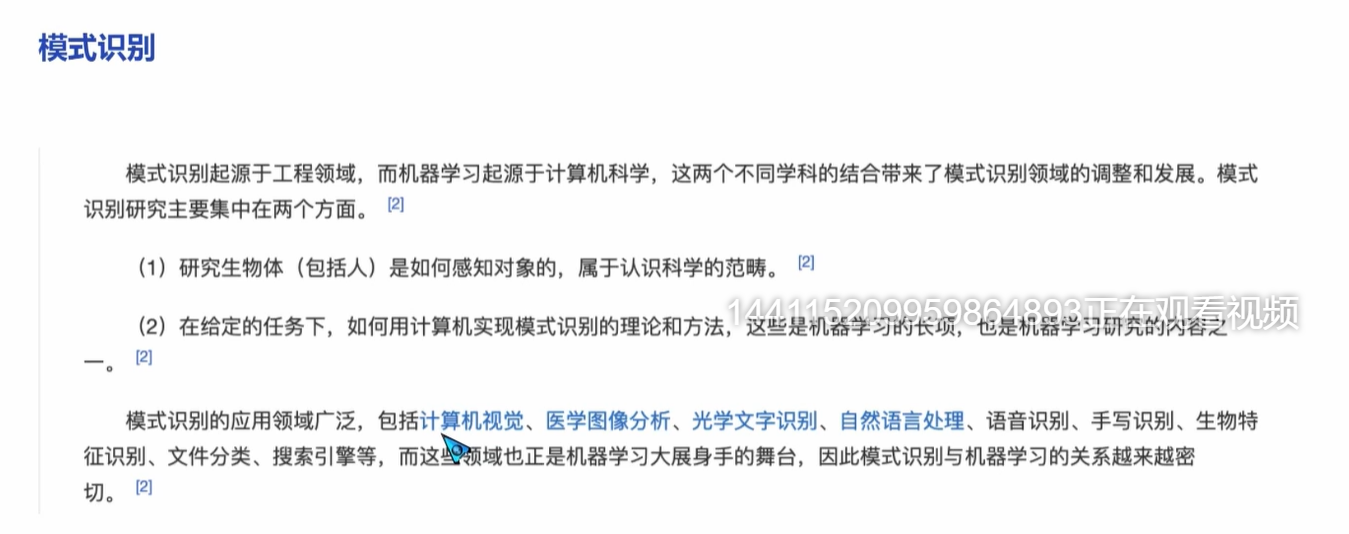 模式识别
模式识别起源于工程领域，而机器学习起源于计算机科学，这两个不同学科的结合带来了模式识别领域的调整和发展。模式
识别研究主要集中在两个方面。 [2]
（1）研究生物体（包括人）是如何感知对象的，属于认识科学的范畴。 [2]
144115209959864893正在观看视频
（2）在给定的任务下，如何用计算机实现模式识别的理论和方法，这些是机器学习的长项，也是机器学习研究的内容之
一。 [2]
模式识别的应用领域广泛，包括计算机视觉、医学图像分析、光学文字识别、自然语言处理、语音识别、手写识别、生物特
征识别、文件分类、搜索引擎等，而这些领域也正是机器学习大展身手的舞台，因此模式识别与机器学习的关系越来越密
切。 [2]